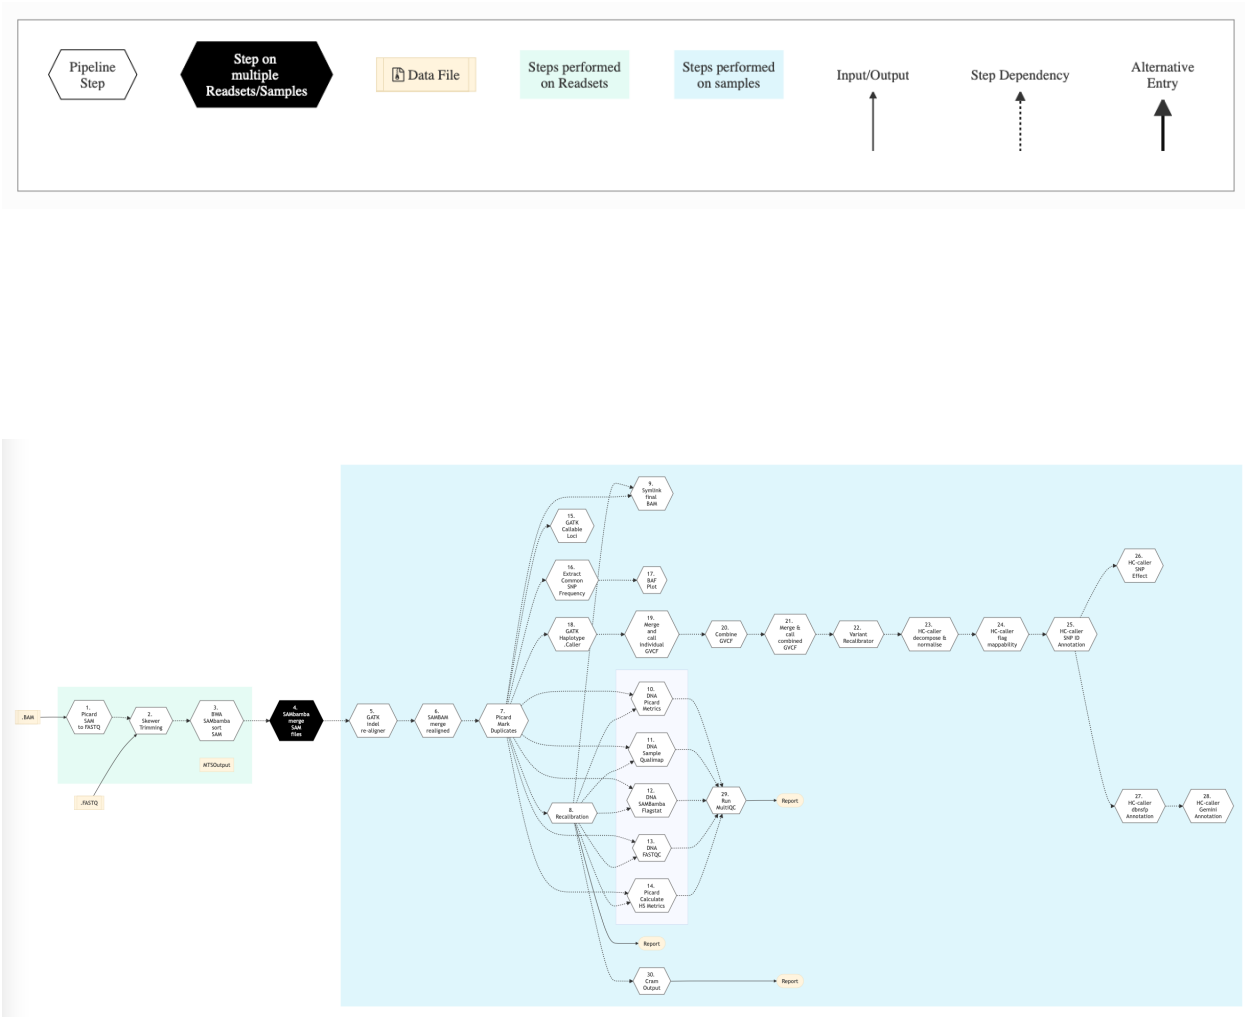 Pipeline
Step
Step on
multiple
Readsets/Samples
Data File
Steps performed
on Readsets
Steps performed
on samples
Input/Output
Step Dependency
Alternative
Entry
.BAM
1.
Picard
SAM
to FASTQ
2.
Skewer
Trimming
3.
BWA
SAMbamba
sort
SAM
MTSOutput
.FASTQ
4.
SAMbamba
merge
SAM
files
5.
GATK
indel
re-aligner
6.
SAMBAM
merge
realigned
7.
Picard
Mark
Duplicates
8.
Recalibration
9.
Symlink
final
BAM
15.
GATK
Callable
Loci
16.
Extract
Common
SNP
Frequency
17.
BAF
Plot
18.
GATK
Haplotype
.Caller
19.
Merge
and
call
individual
GVCF
20.
Combine
GVCF
21.
Merge &
call
combined
GVCF
22.
Variant
Recalibrator
23.
HC-caller
decompose &
normalise
24.
HC-caller
flag
mappability
25.
HC-caller
SNP ID
Annotation
26.
HC-caller
SNP
Effect
27.
HC-caller
dbnsfp
Annotation
28.
HC-caller
Gemini
Annotation
10.
DNA
Picard
Metrics
11.
DNA
Sample
Qualimap
12.
DNA
SAMBamba
Flagstat
13.
DNA
FASTQC
14.
Picard
Calculate
HS Metrics
29.
Run
MultiQC
Report
Report
30.
Cram
Output
Report